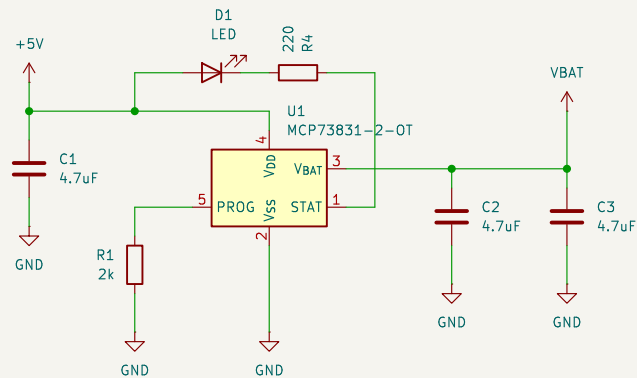 D1
LED
220
R4
+5V
VBAT
U1
MCP73831-2-OT
4
VDD
C1
4.7uF
VBAT
3
5
PROG
STAT
1
VSS
2
C2
4.7uF
C3
4.7uF
R1
2k
GND
GND
GND
GND
GND